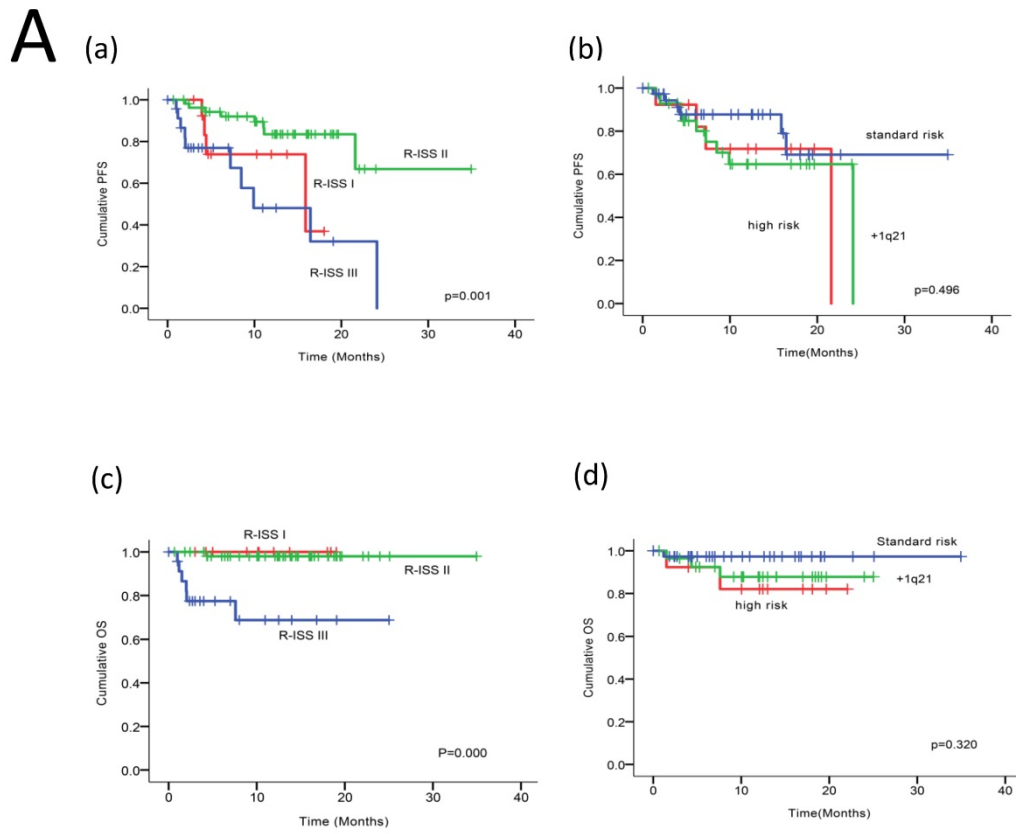 A
(a)
1.0
0.8
0.6
0.4
0.2
0.0
Cumulative PFS
R-ISS II
R-ISS I
R-ISS III
p=0.001
0 10 20 30 40
Time (Months)
(b)
1.0
0.8
0.6
0.4
0.2
0.0
Cumulative PFS
standard risk
high risk
+1q21
p=0.496
0 10 20 30 40
Time(Months)
(c)
1.0
0.8
0.6
0.4
0.2
0.0
Cumulative OS
R-ISS I
R-ISS II
R-ISS III
P=0.000
0 10 20 30 40
Time (Months)
(d)
1.0
0.8
0.6
0.4
0.2
0.0
Cumulative OS
Standard risk
+1q21
high risk
p=0.320
0 10 20 30 40
Time(Months)